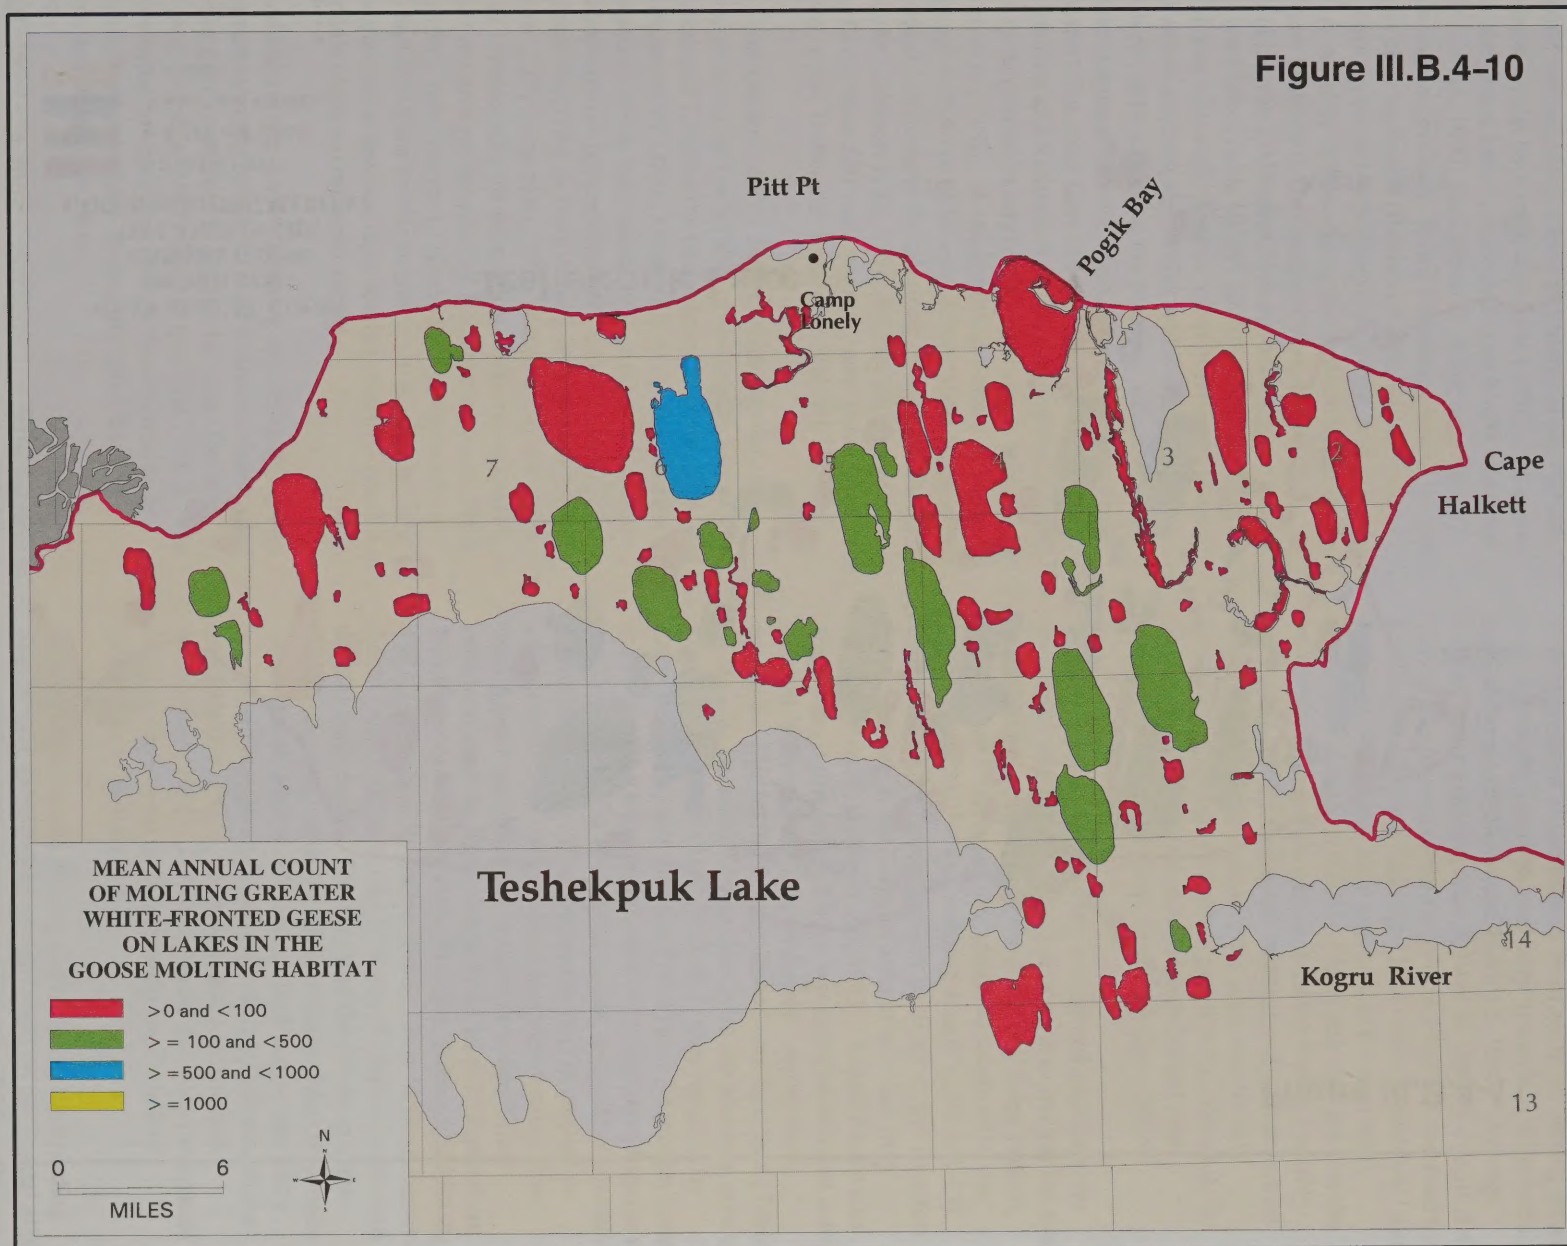 Figure III.B.4-10
Pitt Pt
Pogik Bay
Camp
Lonely
7
6
5
4
3
2
Cape
Halkett
Teshekpuk Lake
14
Kogru River
13
MEAN ANNUAL COUNT
OF MOLTING GREATER
WHITE-FRONTED GEESE
ON LAKES IN THE
GOOSE MOLTING HABITAT
>0 and <100
>= 100 and <500
>=500 and <1000
>=1000
N
N
W E
S
0 6
MILES